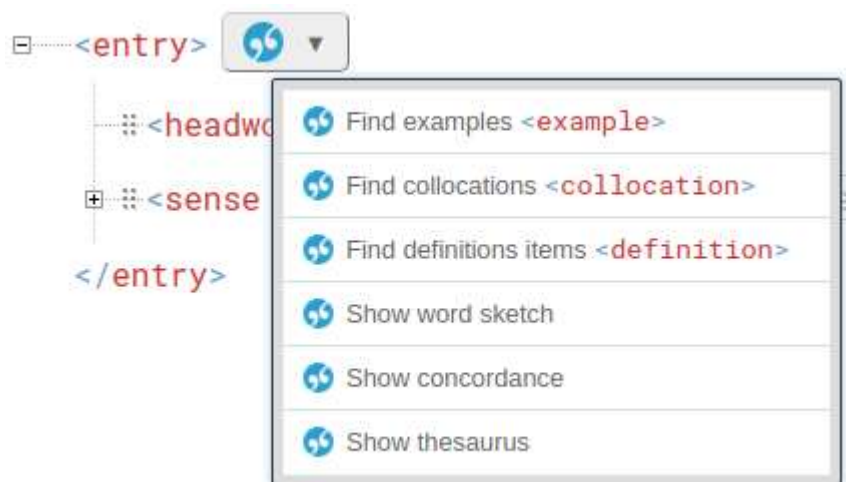 <entry>
Find examples <example>
<headwo
Find collocations <collocation>
<sense
Find definitions items <definition>
</entry>
Show word sketch
Show concordance
Show thesaurus